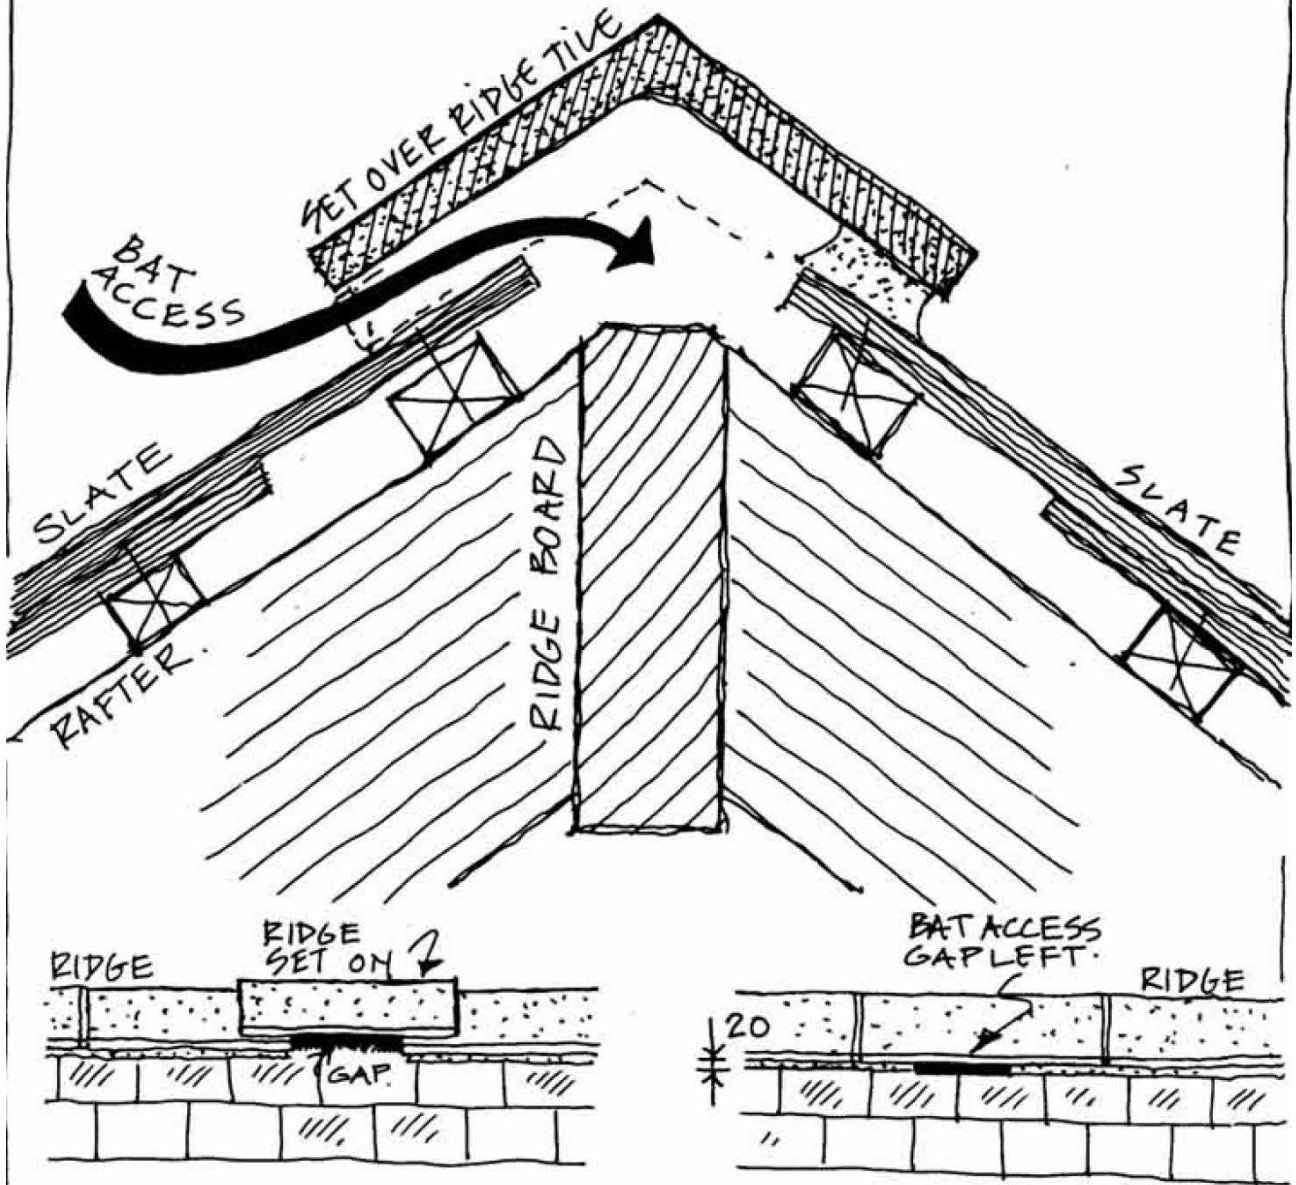 SET OVER RIDGE TILE
BAT
ACCESS
SLATE
SLATE
RIDGE BOARD
RAFTER.
RIDGE
SET ON
RIDGE
GAP.
BAT ACCESS
GAP LEFT.
RIDGE
20